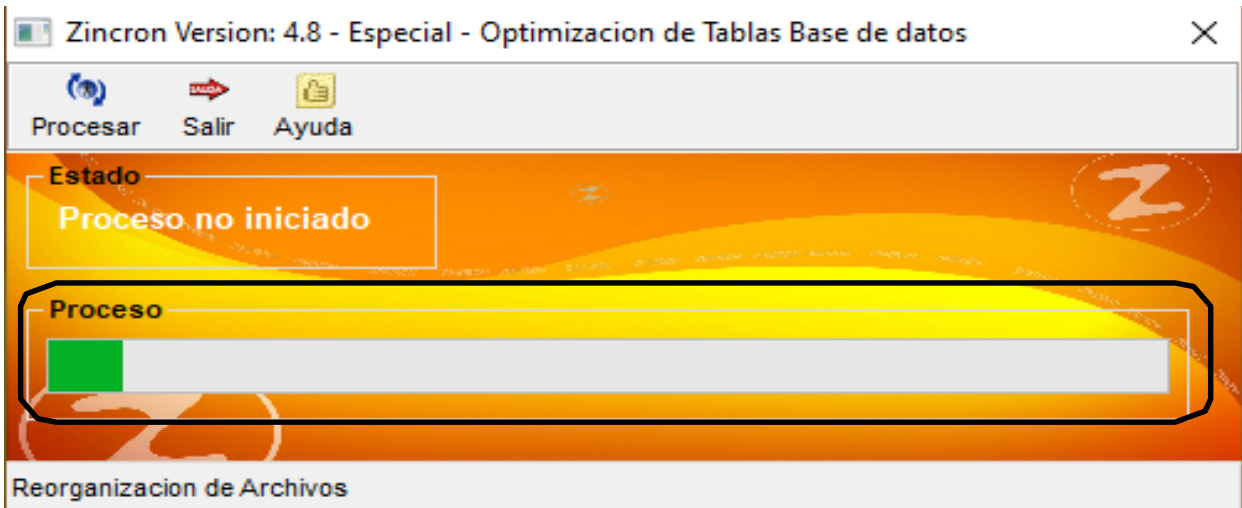 Zincron Version: 4.8 - Especial - Optimizacion de Tablas Base de datos
Procesar Salir Ayuda
Estado
Proceso no iniciado
Proceso
Reorganizacion de Archivos